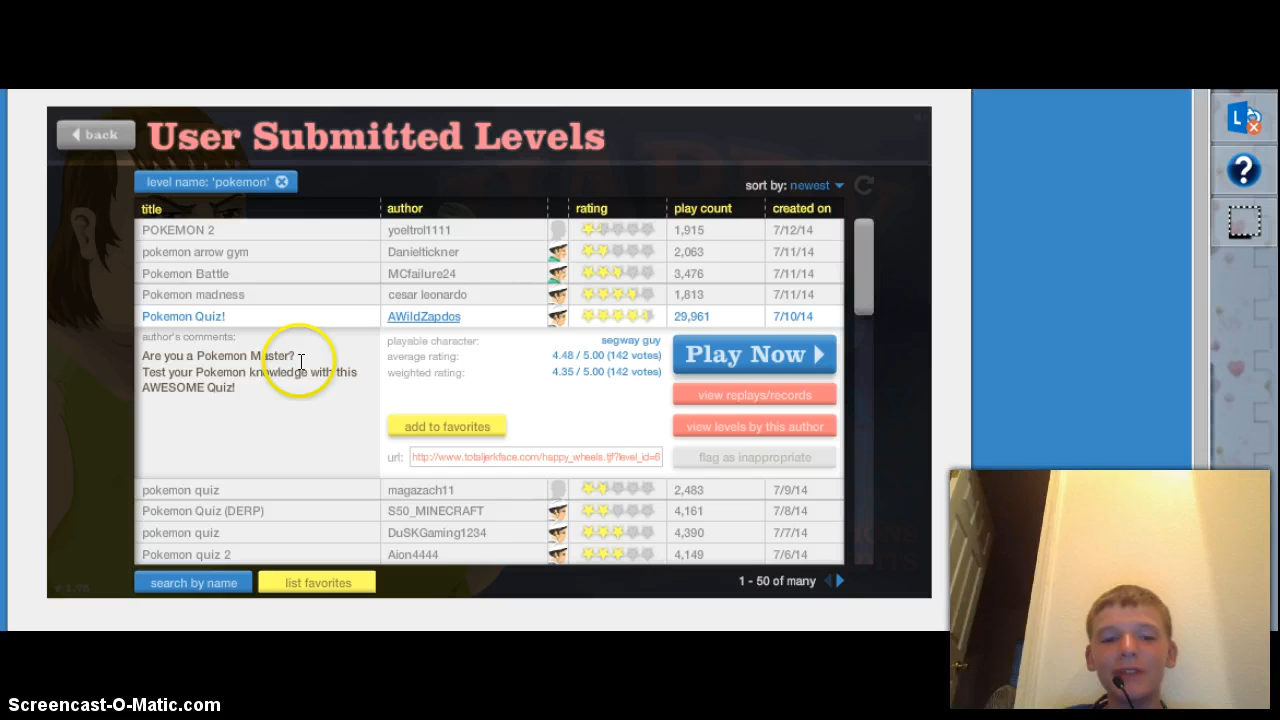 back
User Submitted Levels
level name: 'pokemon'
sort by: newest
title author rating play count created on
POKEMON 2 yoeltrol1111 1,915 7/12/14
pokemon arrow gym Danieltickner 2,063 7/11/14
Pokemon Battle MCfailure24 3,476 7/11/14
Pokemon madness cesar leonardo 1,813 7/11/14
Pokemon Quiz! AWildZapdos 29,961 7/10/14
author's comments:
Are you a Pokemon Master?
Test your Pokemon knowledge with this
AWESOME Quiz!
playable character: segway guy
average rating: 4.48 / 5.00 (142 votes)
weighted rating: 4.35 / 5.00 (142 votes)
Play Now
view replays/records
add to favorites
view levels by this author
url: http://www.totaljerkface.com/happy_wheels.tjf?level_id=6
flag as inappropriate
pokemon quiz magazach11 2,483 7/9/14
Pokemon Quiz (DERP) S50_MINECRAFT 4,161 7/8/14
pokemon quiz DuSKGaming1234 4,390 7/7/14
Pokemon quiz 2 Aion4444 4,149 7/6/14
search by name
list favorites
1 - 50 of many
Screencast-O-Matic.com